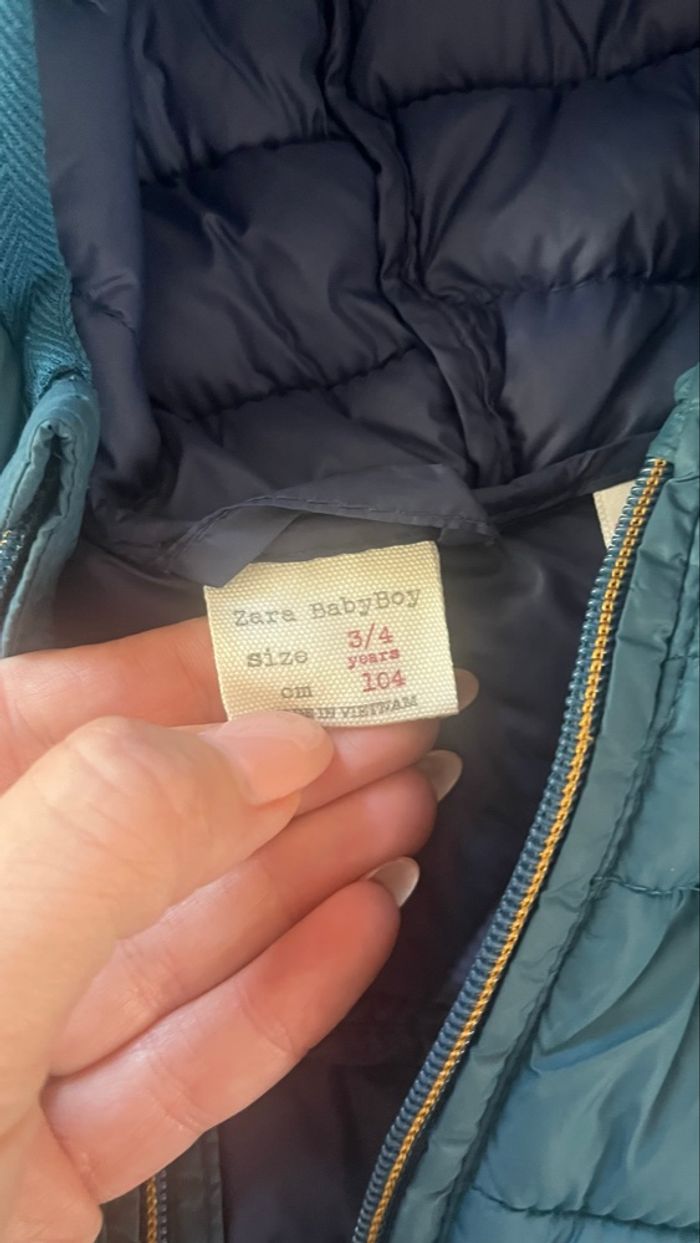 Zara BabyBoy
size 3/4
years
cm 104
IN VIETNAM